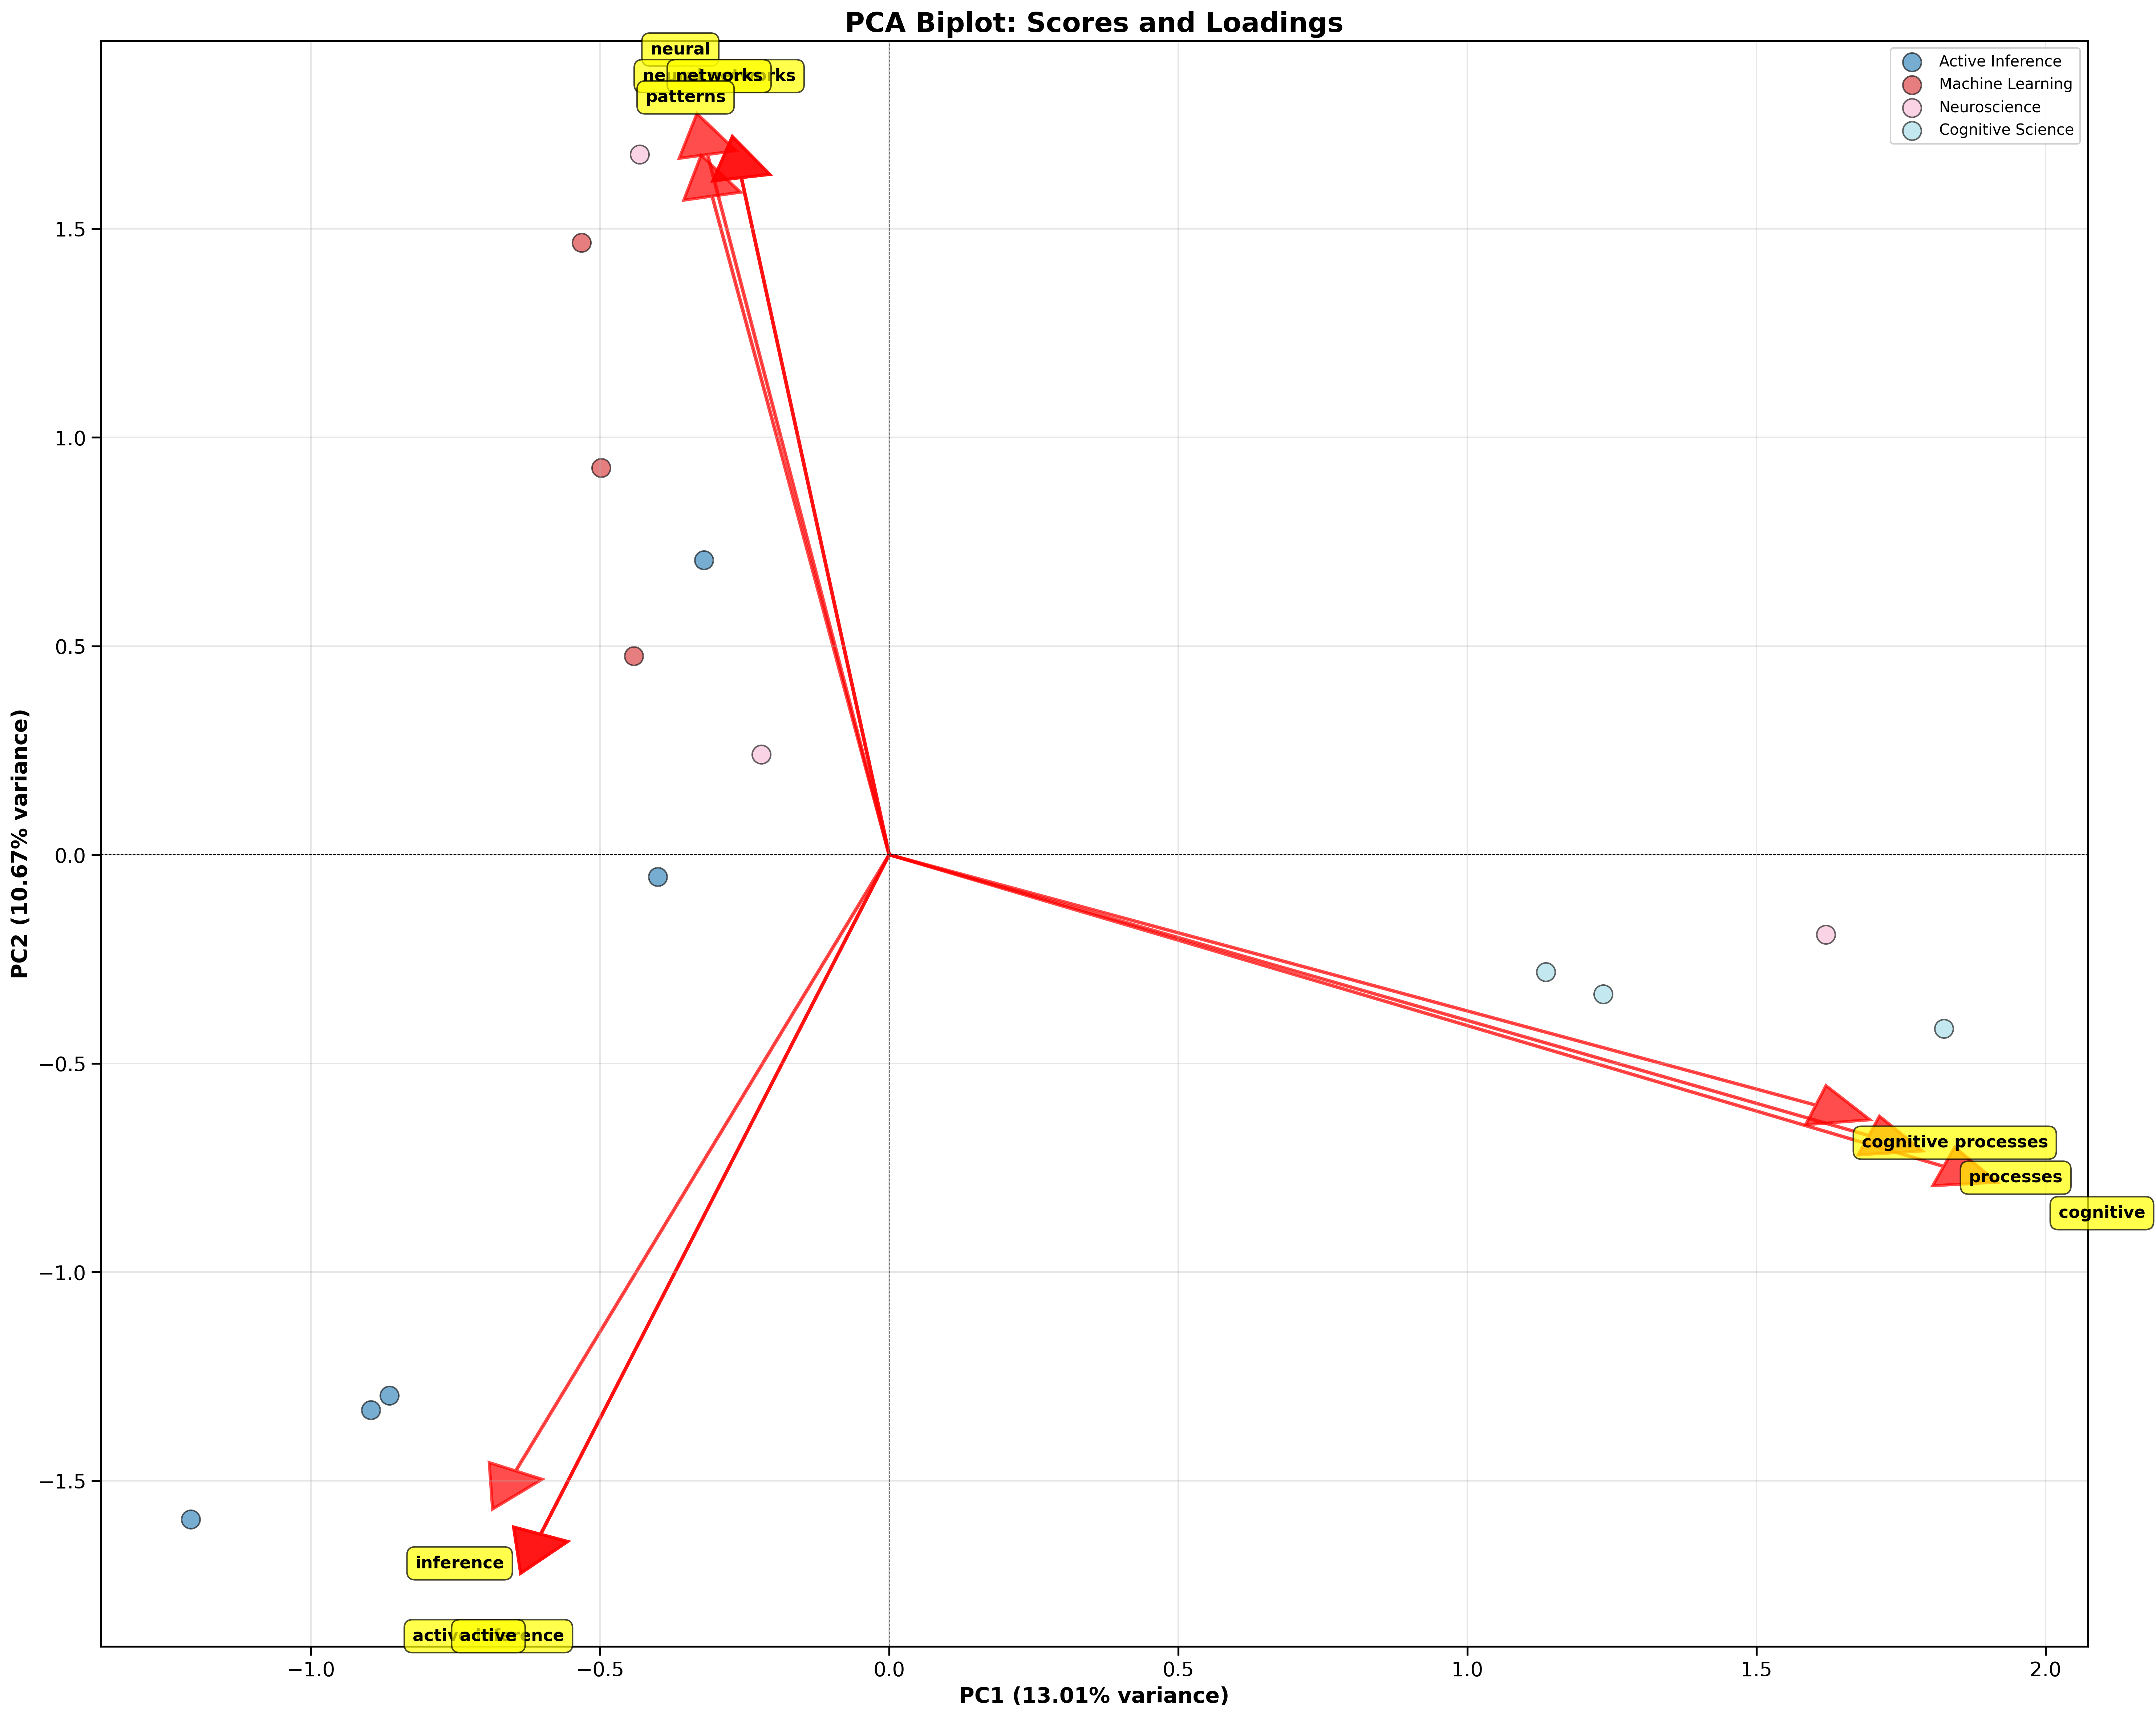 PCA Biplot: Scores and Loadings
Active Inference
Machine Learning
Neuroscience
Cognitive Science
neural
networks
patterns
1.5
1.0
0.5
0.0
−0.5
−1.0
−1.5
PC2 (10.67% variance)
cognitive processes
processes
cognitive
inference
active
−1.0
−0.5
0.0
0.5
1.0
1.5
2.0
PC1 (13.01% variance)